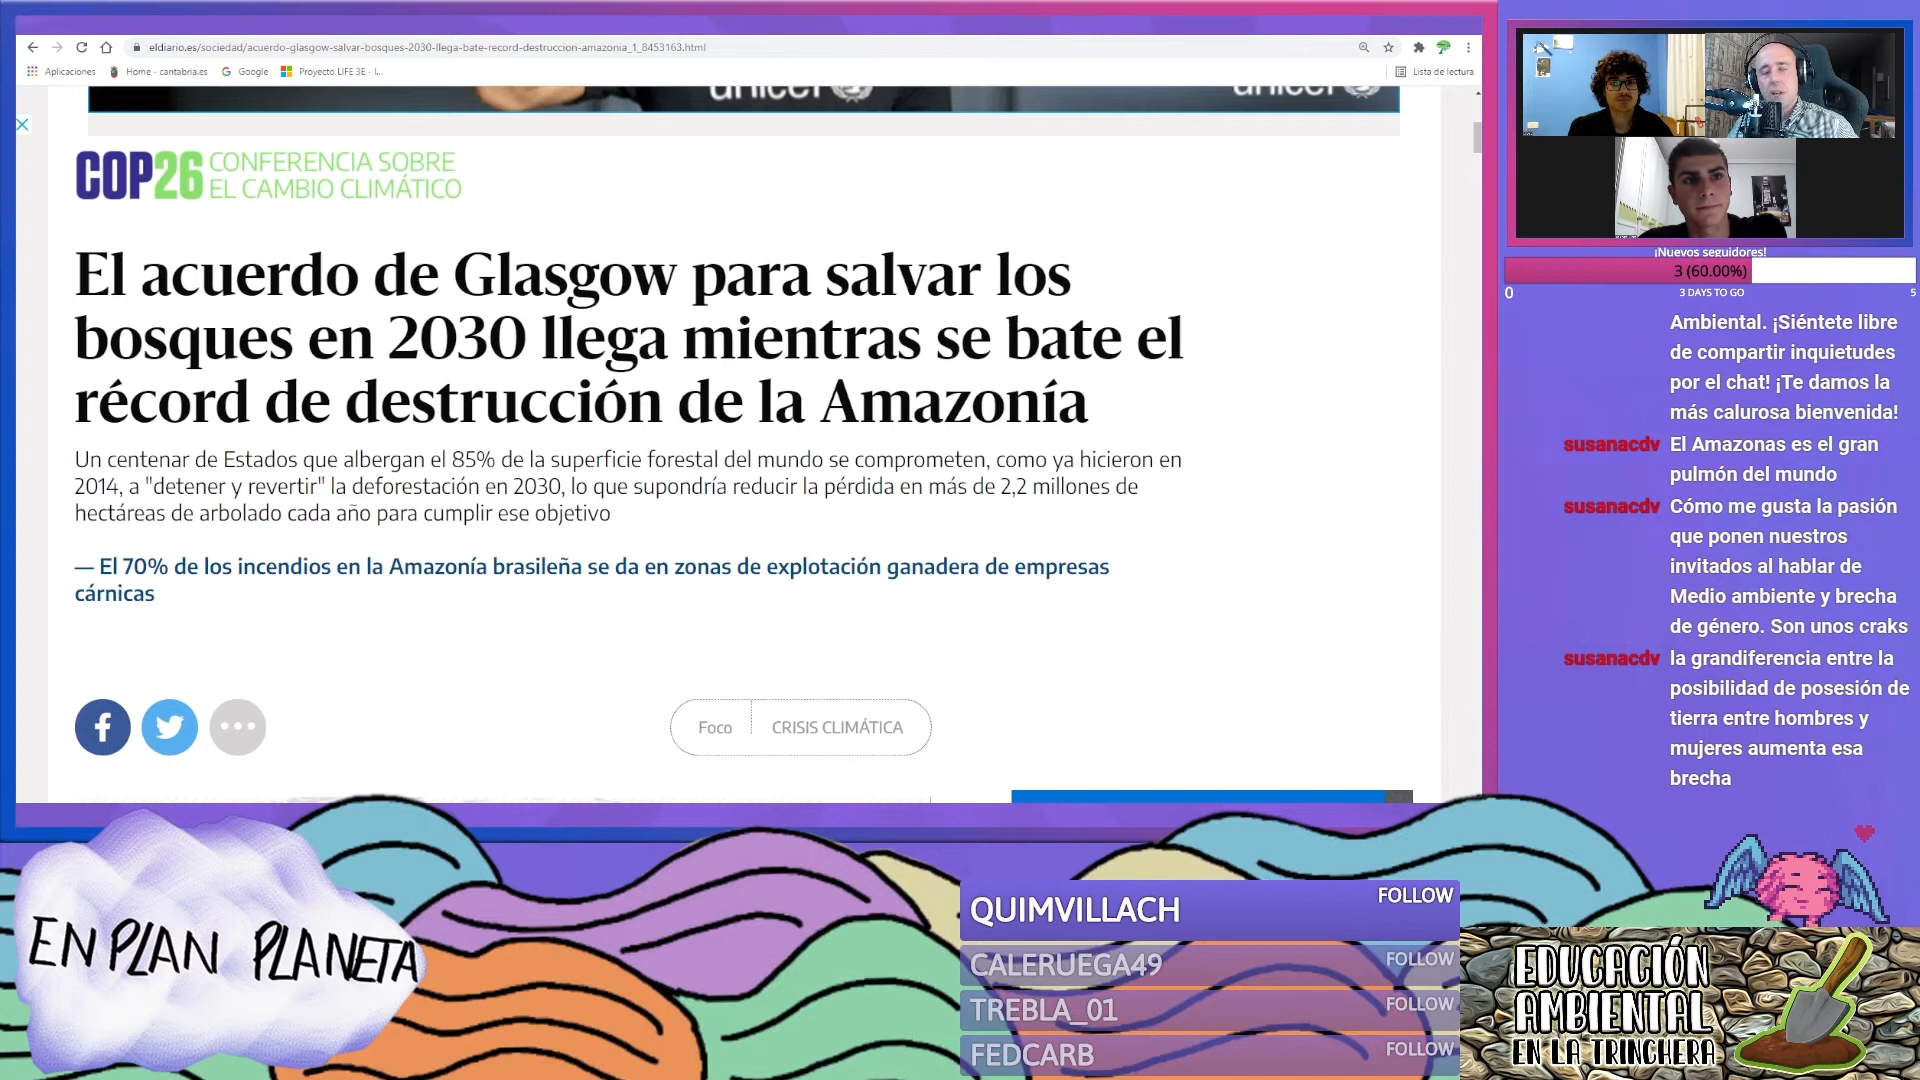 eldiario.es/sociedad/acuerdo-glasgow-salvar-bosques-2030-llega-bate-record-destruccion-amazonia_1_8453163.html
Aplicaciones
Home - cantabria.es
Google
Proyecto LIFE 3E - I...
Lista de lectura
unicef
unicef
COP26 CONFERENCIA SOBRE
EL CAMBIO CLIMÁTICO
El acuerdo de Glasgow para salvar los
bosques en 2030 llega mientras se bate el
récord de destrucción de la Amazonía
Un centenar de Estados que albergan el 85% de la superficie forestal del mundo se comprometen, como ya hicieron en
2014, a "detener y revertir" la deforestación en 2030, lo que supondría reducir la pérdida en más de 2,2 millones de
hectáreas de arbolado cada año para cumplir ese objetivo
— El 70% de los incendios en la Amazonía brasileña se da en zonas de explotación ganadera de empresas
cárnicas
Foco
CRISIS CLIMÁTICA
¡Nuevos seguidores!
3 (60.00%)
0
3 DAYS TO GO
5
Ambiental. ¡Siéntete libre
de compartir inquietudes
por el chat! ¡Te damos la
más calurosa bienvenida!
susanacdv El Amazonas es el gran
pulmón del mundo
susanacdv Cómo me gusta la pasión
que ponen nuestros
invitados al hablar de
Medio ambiente y brecha
de género. Son unos craks
susanacdv la grandiferencia entre la
posibilidad de posesión de
tierra entre hombres y
mujeres aumenta esa
brecha
EN PLAN PLANETA
QUIMVILLACH FOLLOW
CALERUEGA49 FOLLOW
TREBLA_01 FOLLOW
FEDCARB FOLLOW
EDUCACIÓN
AMBIENTAL
EN LA TRINCHERA